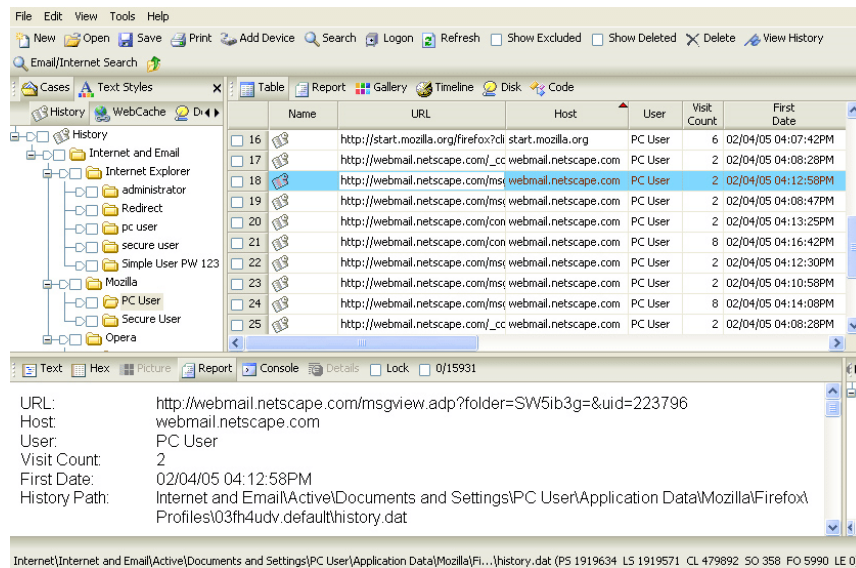 File Edit View Tools Help
New Open Save Print Add Device Search Logon Refresh Show Excluded Show Deleted Delete View History
Email/Internet Search
Cases Text Styles x Table Report Gallery Timeline Disk Code
History WebCache
Name URL Host User Visit Count First Date
History
Internet and Email
Internet Explorer
administrator
Redirect
pc user
secure user
Simple User PW 123
Mozilla
PC User
Secure User
Opera
16 http://start.mozilla.org/firefox?cli start.mozilla.org PC User 6 02/04/05 04:07:42PM
17 http://webmail.netscape.com/_cc webmail.netscape.com PC User 2 02/04/05 04:08:28PM
18 http://webmail.netscape.com/msg webmail.netscape.com PC User 2 02/04/05 04:12:58PM
19 http://webmail.netscape.com/msg webmail.netscape.com PC User 2 02/04/05 04:08:47PM
20 http://webmail.netscape.com/con webmail.netscape.com PC User 2 02/04/05 04:13:25PM
21 http://webmail.netscape.com/con webmail.netscape.com PC User 8 02/04/05 04:16:42PM
22 http://webmail.netscape.com/msg webmail.netscape.com PC User 2 02/04/05 04:12:30PM
23 http://webmail.netscape.com/msg webmail.netscape.com PC User 2 02/04/05 04:10:58PM
24 http://webmail.netscape.com/msg webmail.netscape.com PC User 8 02/04/05 04:14:08PM
25 http://webmail.netscape.com/_cc webmail.netscape.com PC User 2 02/04/05 04:08:28PM
Text Hex Picture Report Console Details Lock 0/15931
URL: http://webmail.netscape.com/msgview.adp?folder=SW5ib3g=&uid=223796
Host: webmail.netscape.com
User: PC User
Visit Count: 2
First Date: 02/04/05 04:12:58PM
History Path: Internet and Email\Active\Documents and Settings\PC User\Application Data\Mozilla\Firefox\
Profiles\03fh4udv.default\history.dat
Internet\Internet and Email\Active\Documents and Settings\PC User\Application Data\Mozilla\Fi...\history.dat (PS 1919634 LS 1919571 CL 479892 SO 358 FO 5990 LE 0